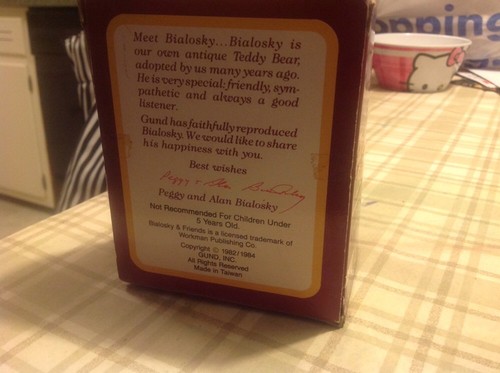 Meet Bialosky...Bialosky is
our own antique Teddy Bear,
adopted by us many years ago.
He is very special: friendly, sym-
pathetic and always a good
listener.
Gund has faithfully reproduced
Bialosky. We would like to share
his happiness with you.
Best wishes
Peggy + Alan Bialosky
Peggy and Alan Bialosky
Not Recommended For Children Under
5 Years Old.
Bialosky & Friends is a licensed trademark of
Workman Publishing Co.
Copyright © 1982/1984
GUND, INC.
All Rights Reserved
Made in Taiwan